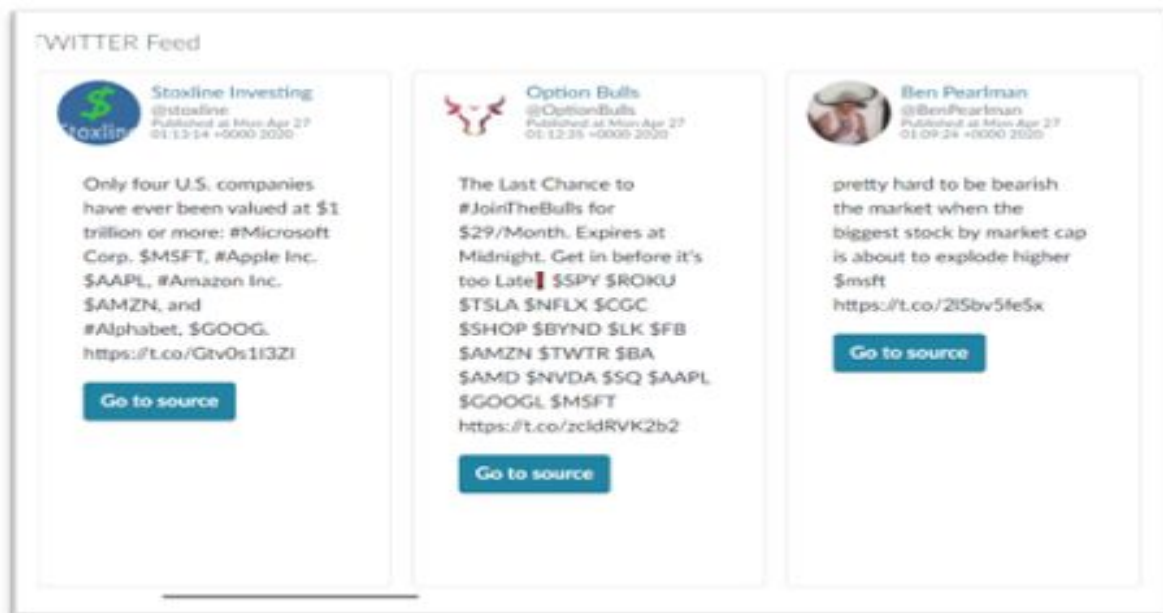 TWITTER Feed
Stoxline Investing
@stoxline
Published at Mon Apr 27
01:13:14 +0000 2020
Stoxline
Only four U.S. companies
have ever been valued at $1
trillion or more: #Microsoft
Corp. $MSFT, #Apple Inc.
$AAPL, #Amazon Inc.
$AMZN, and
#Alphabet, $GOOG.
https://t.co/Gtv0s1I3ZI
Go to source
Option Bulls
@OptionBulls
Published at Mon Apr 27
01:12:35 +0000 2020
The Last Chance to
#JoinTheBulls for
$29/Month. Expires at
Midnight. Get in before it's
too Late $SPY $ROKU
$TSLA $NFLX $CGC
$SHOP $BYND $LK $FB
$AMZN $TWTR $BA
$AMD $NVDA $SQ $AAPL
$GOOGL $MSFT
https://t.co/zcldRVK2b2
Go to source
Ben Pearlman
@BenPearlman
Published at Mon Apr 27
01:09:24 +0000 2020
pretty hard to be bearish
the market when the
biggest stock by market cap
is about to explode higher
$msft
https://t.co/2lSbv5feSx
Go to source